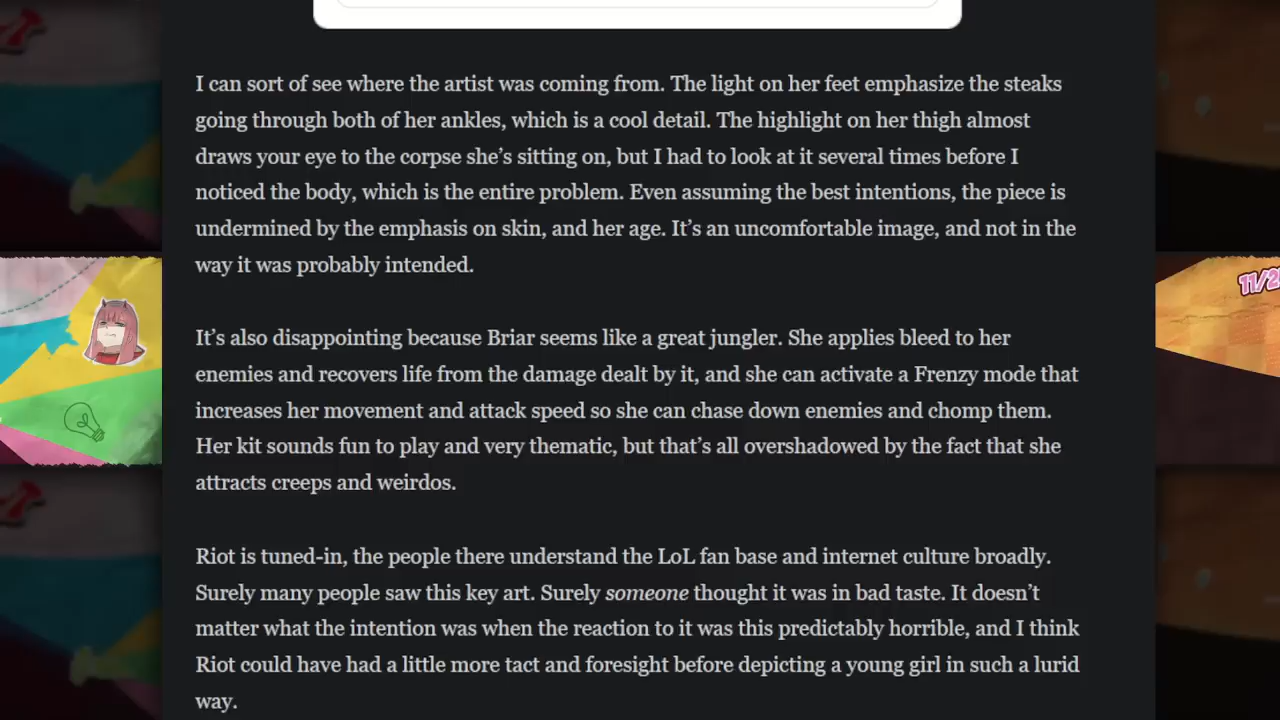 I can sort of see where the artist was coming from. The light on her feet emphasize the steaks
going through both of her ankles, which is a cool detail. The highlight on her thigh almost
draws your eye to the corpse she’s sitting on, but I had to look at it several times before I
noticed the body, which is the entire problem. Even assuming the best intentions, the piece is
undermined by the emphasis on skin, and her age. It’s an uncomfortable image, and not in the
way it was probably intended.
It’s also disappointing because Briar seems like a great jungler. She applies bleed to her
enemies and recovers life from the damage dealt by it, and she can activate a Frenzy mode that
increases her movement and attack speed so she can chase down enemies and chomp them.
Her kit sounds fun to play and very thematic, but that’s all overshadowed by the fact that she
attracts creeps and weirdos.
Riot is tuned-in, the people there understand the LoL fan base and internet culture broadly.
Surely many people saw this key art. Surely someone thought it was in bad taste. It doesn’t
matter what the intention was when the reaction to it was this predictably horrible, and I think
Riot could have had a little more tact and foresight before depicting a young girl in such a lurid
way.